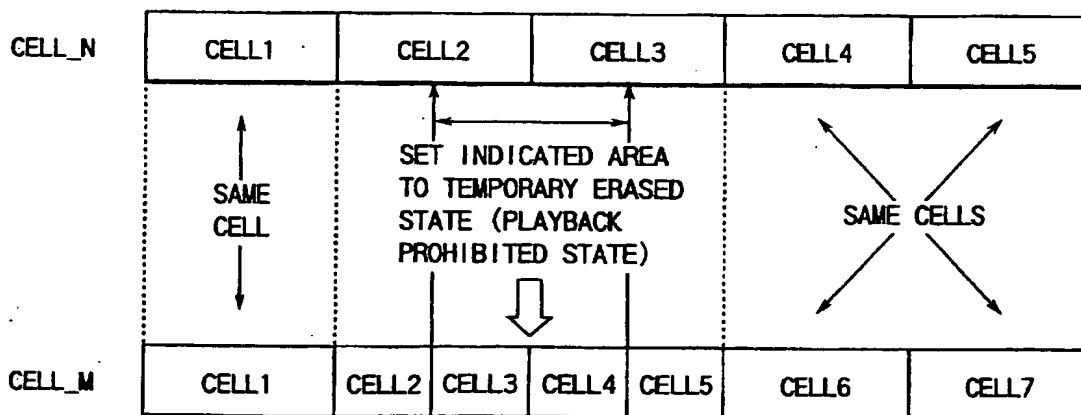 CELL_N CELL1 CELL2 CELL3 CELL4 CELL5
SAME
CELL
SET INDICATED AREA
TO TEMPORARY ERASED
STATE (PLAYBACK
PROHIBITED STATE)
SAME CELLS
CELL_M CELL1 CELL2 CELL3 CELL4 CELL5 CELL6 CELL7